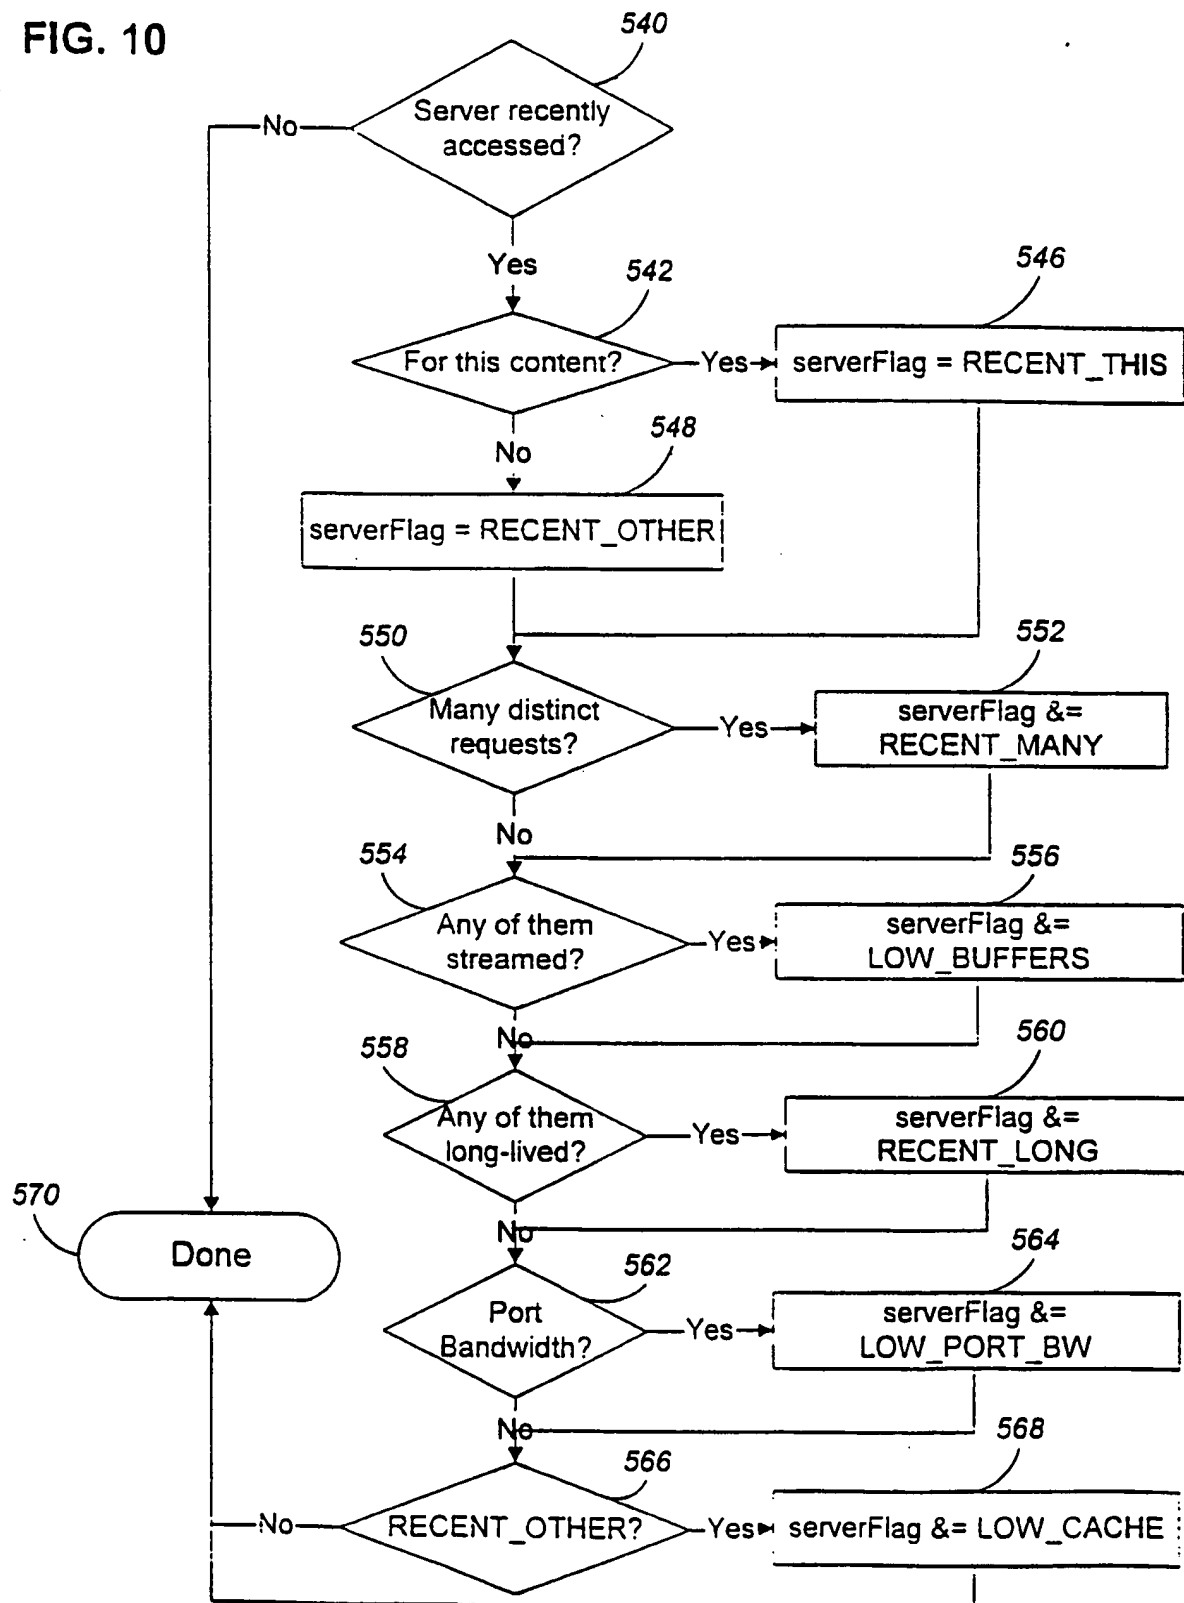 FIG. 10
540
Server recently
accessed?
No
Yes
542
546
For this content?
Yes
serverFlag = RECENT_THIS
No
548
serverFlag = RECENT_OTHER
550
552
Many distinct
requests?
Yes
serverFlag &=
RECENT_MANY
No
554
556
Any of them
streamed?
Yes
serverFlag &=
LOW_BUFFERS
No
558
560
Any of them
long-lived?
Yes
serverFlag &=
RECENT_LONG
570
Done
No
562
564
Port
Bandwidth?
Yes
serverFlag &=
LOW_PORT_BW
No
566
568
No
RECENT_OTHER?
Yes
serverFlag &= LOW_CACHE